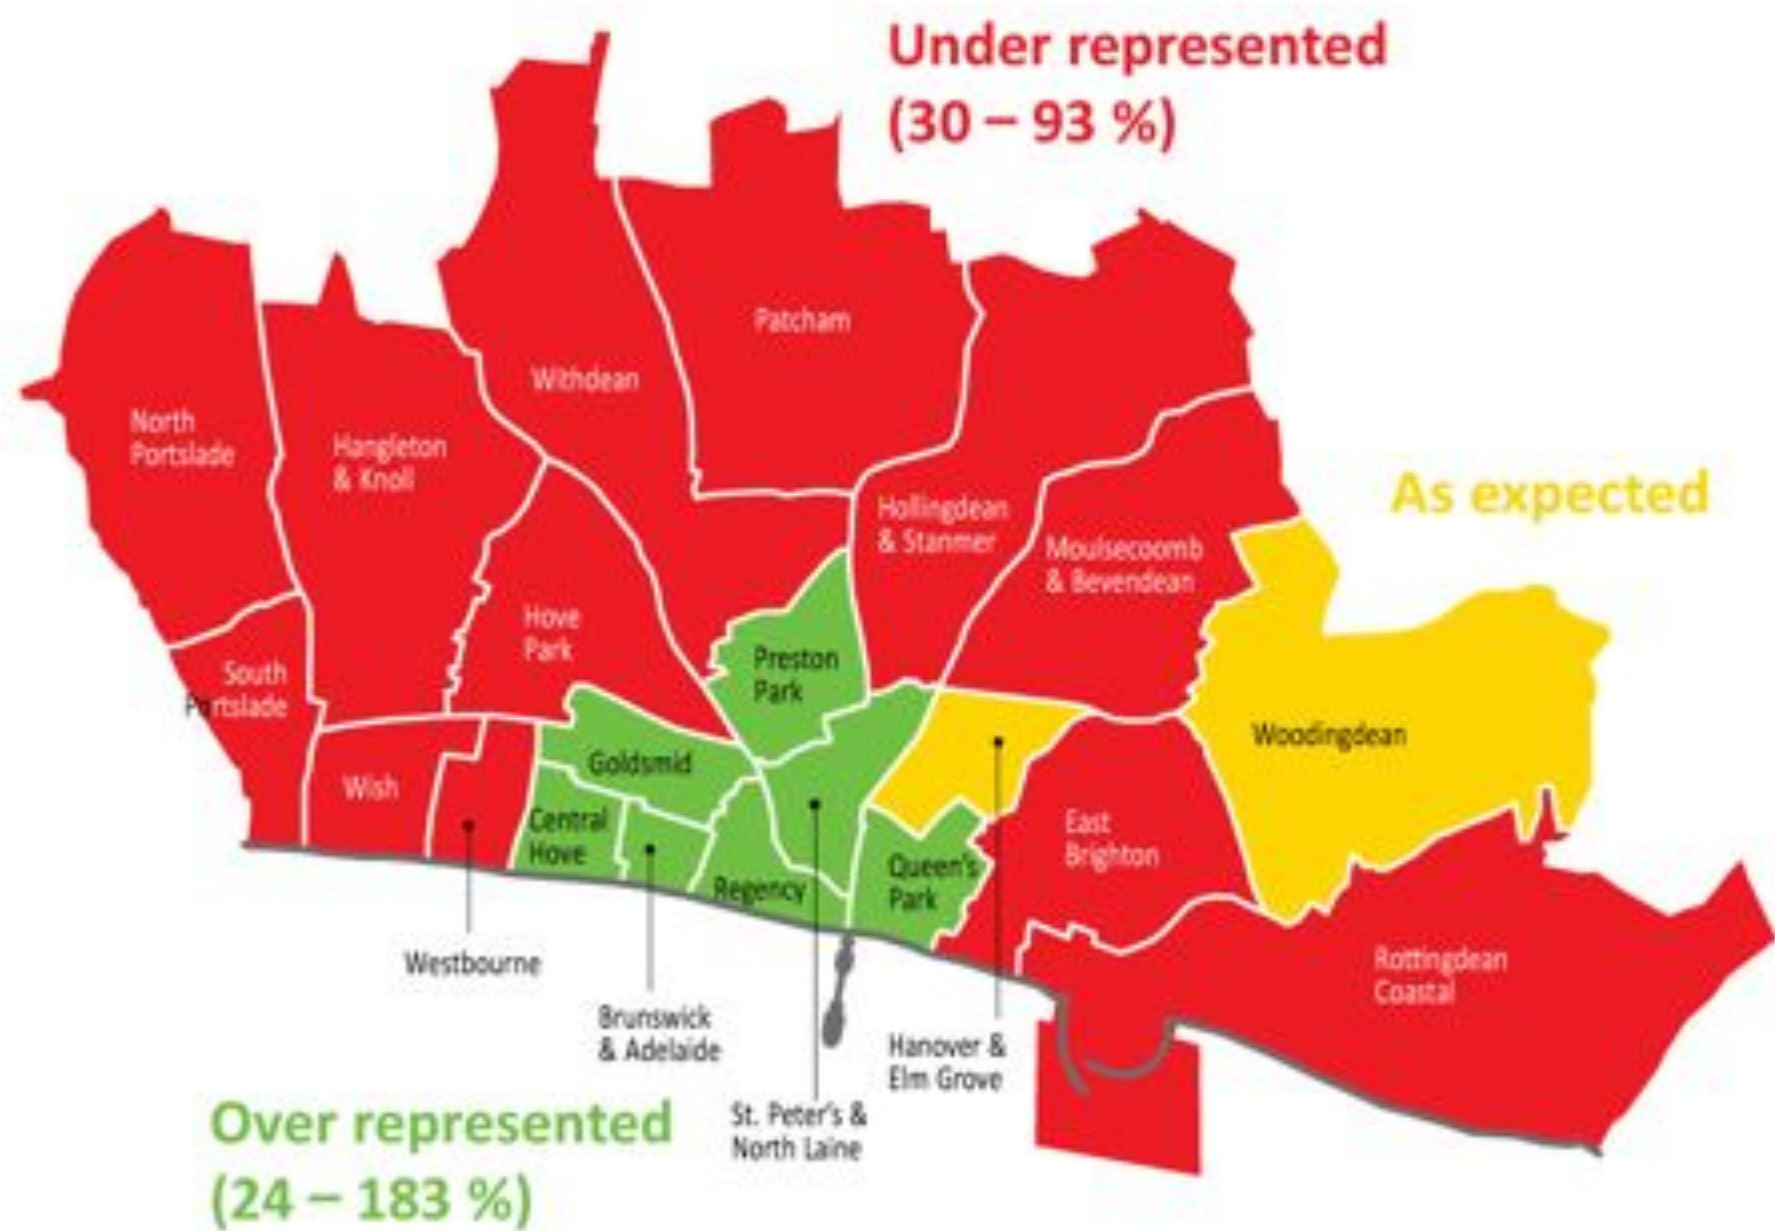 Under represented
(30 – 93 %)
Patcham
Withdean
North
Portslade
Hangleton
& Knoll
As expected
Hollingdean
& Stanmer
Moulsecoomb
& Bevendean
Hove
Park
Preston
Park
South
Portslade
Woodingdean
Goldsmid
Wish
Central
Hove
East
Brighton
Queen's
Park
Regency
Westbourne
Rottingdean
Coastal
Brunswick
& Adelaide
Hanover &
Elm Grove
St. Peter's &
North Laine
Over represented
(24 – 183 %)